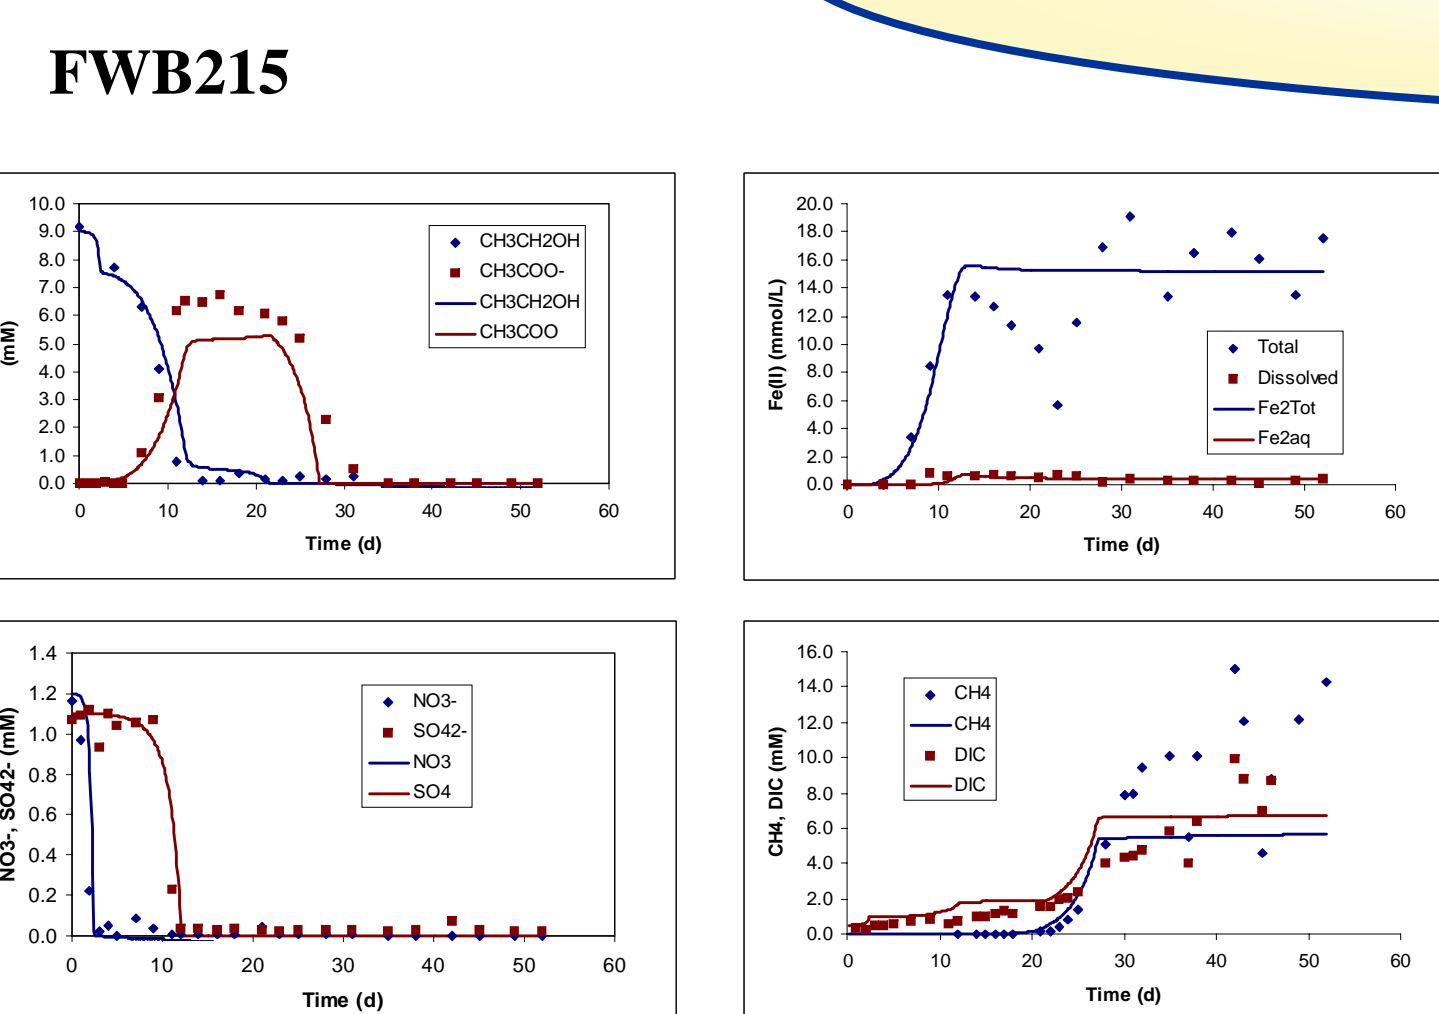 FWB215
10.0
9.0
8.0
7.0
6.0
5.0
4.0
3.0
2.0
1.0
0.0
(mM)
CH3CH2OH
CH3COO-
CH3CH2OH
CH3COO
0 10 20 30 40 50 60
Time (d)
20.0
18.0
16.0
14.0
12.0
10.0
8.0
6.0
4.0
2.0
0.0
Fe(II) (mmol/L)
Total
Dissolved
Fe2Tot
Fe2aq
0 10 20 30 40 50 60
Time (d)
1.4
1.2
1.0
0.8
0.6
0.4
0.2
0.0
NO3-, SO42- (mM)
NO3-
SO42-
NO3
SO4
0 10 20 30 40 50 60
Time (d)
16.0
14.0
12.0
10.0
8.0
6.0
4.0
2.0
0.0
CH4, DIC (mM)
CH4
CH4
DIC
DIC
0 10 20 30 40 50 60
Time (d)